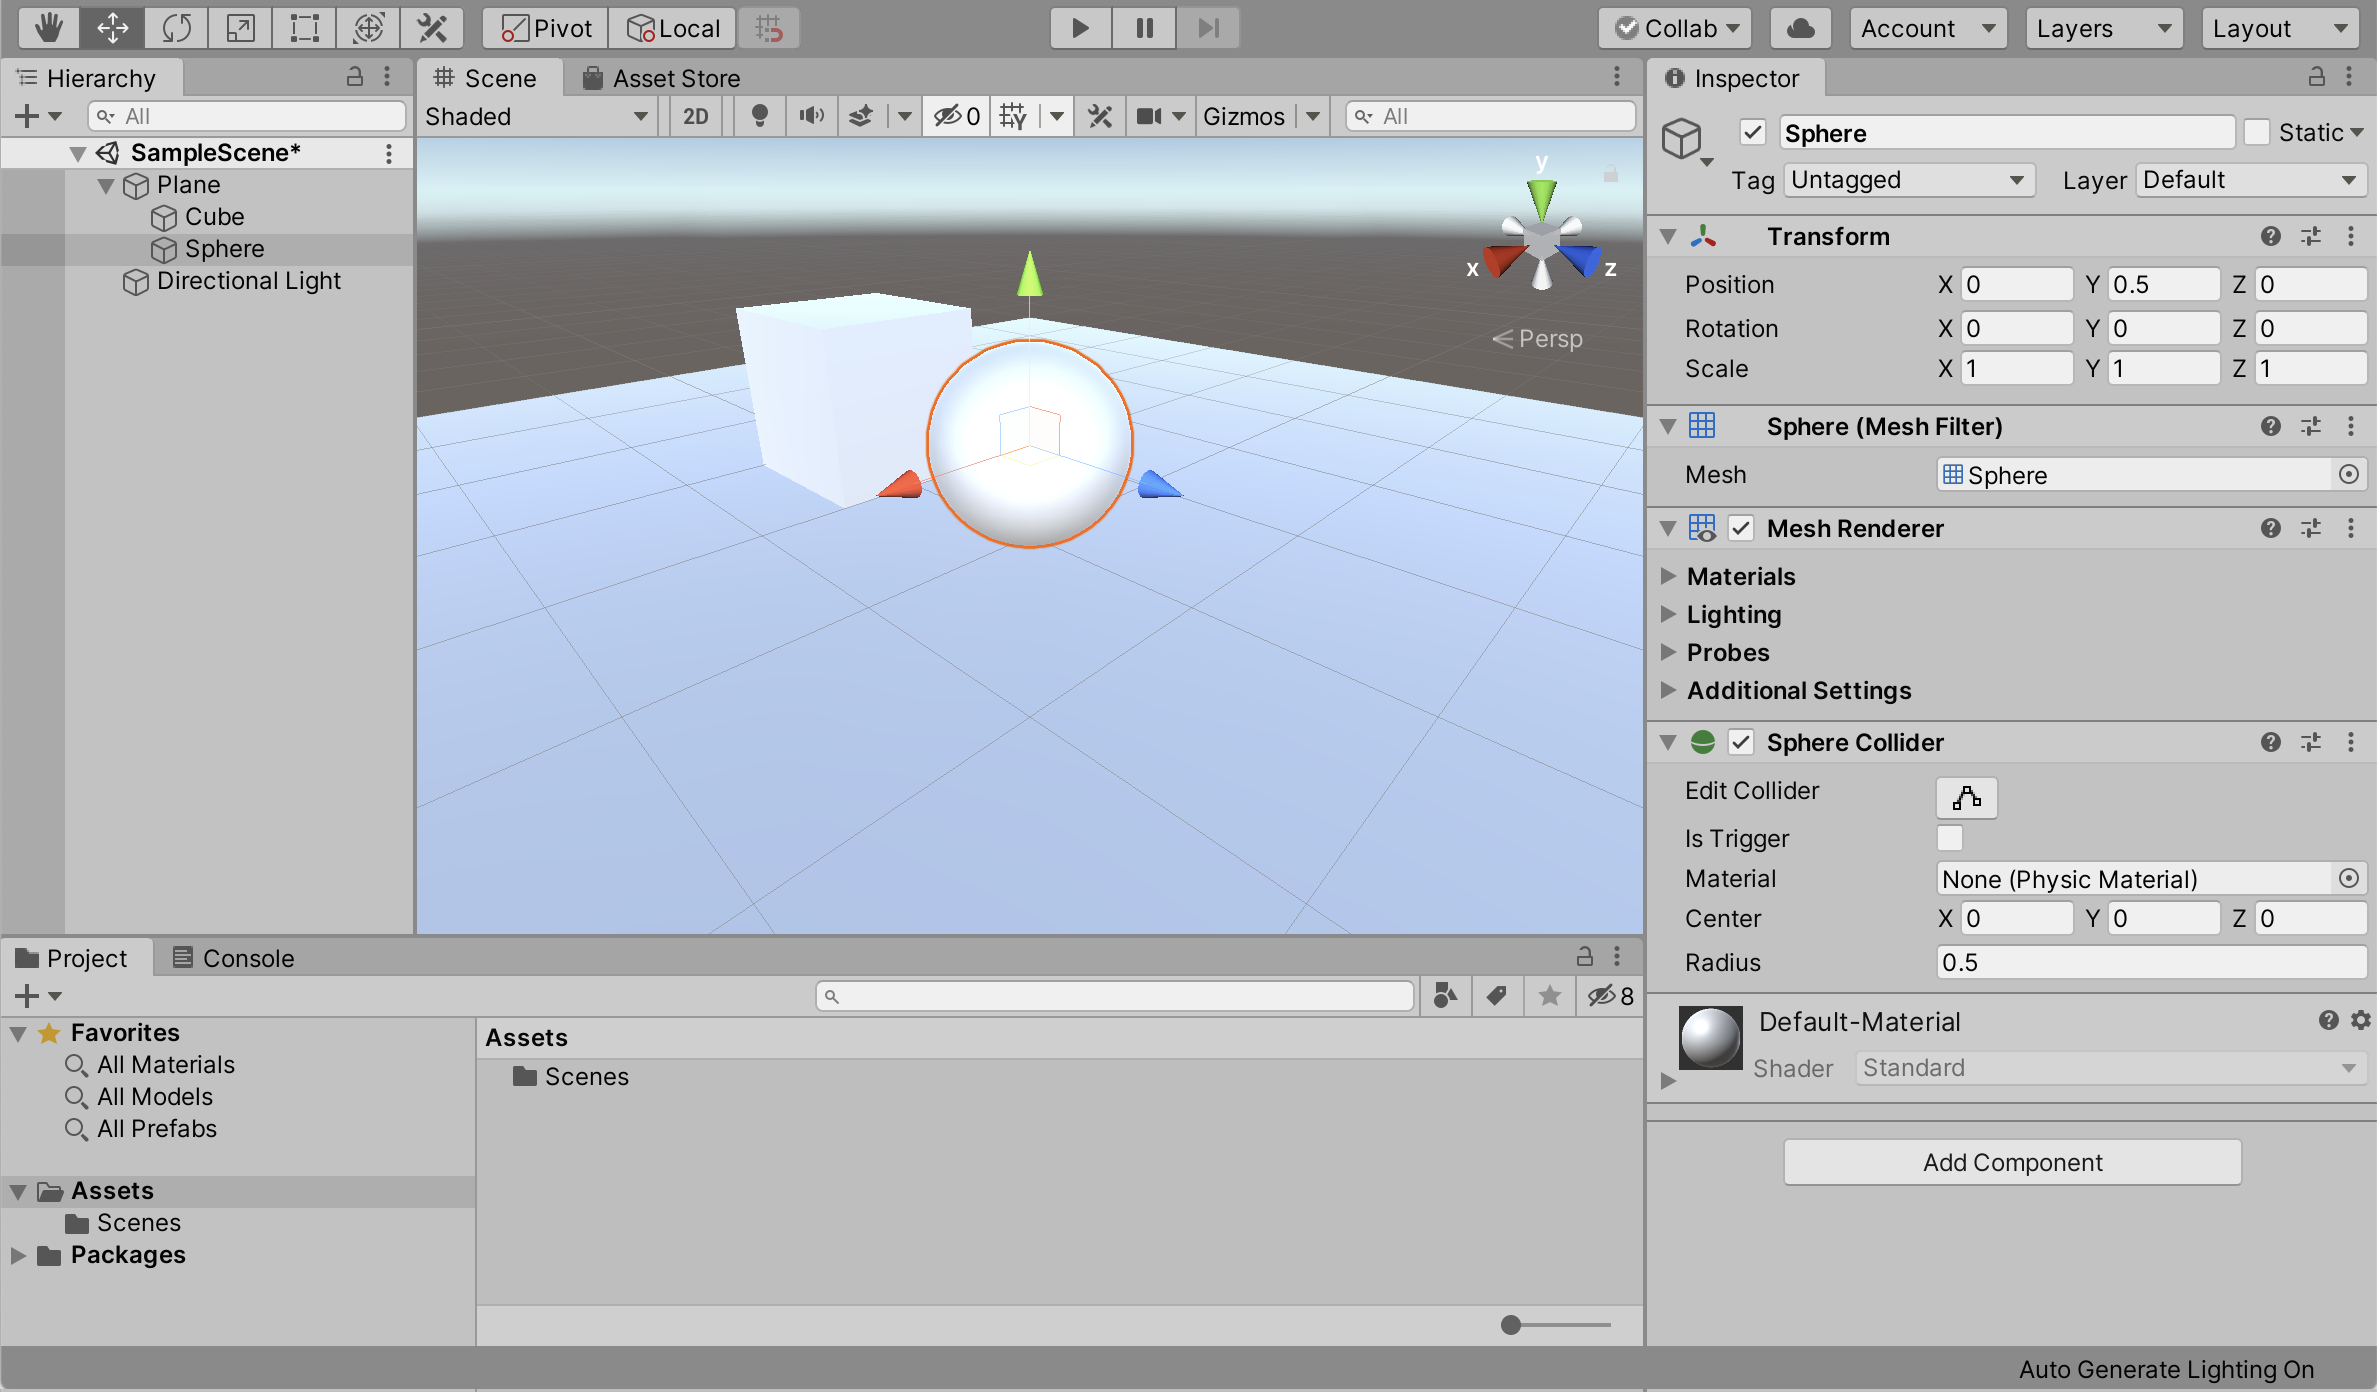 Pivot Local Collab Account Layers Layout
Hierarchy
All
SampleScene*
Plane
Cube
Sphere
Directional Light
Scene Asset Store
Shaded 2D 0 Gizmos All
y
x z
Persp
Inspector
Sphere Static
Tag Untagged Layer Default
Transform
Position X 0 Y 0.5 Z 0
Rotation X 0 Y 0 Z 0
Scale X 1 Y 1 Z 1
Sphere (Mesh Filter)
Mesh Sphere
Mesh Renderer
Materials
Lighting
Probes
Additional Settings
Sphere Collider
Edit Collider
Is Trigger
Material None (Physic Material)
Center X 0 Y 0 Z 0
Radius 0.5
Default-Material
Shader Standard
Add Component
Project Console
8
Favorites
All Materials
All Models
All Prefabs
Assets
Scenes
Packages
Assets
Scenes
Auto Generate Lighting On